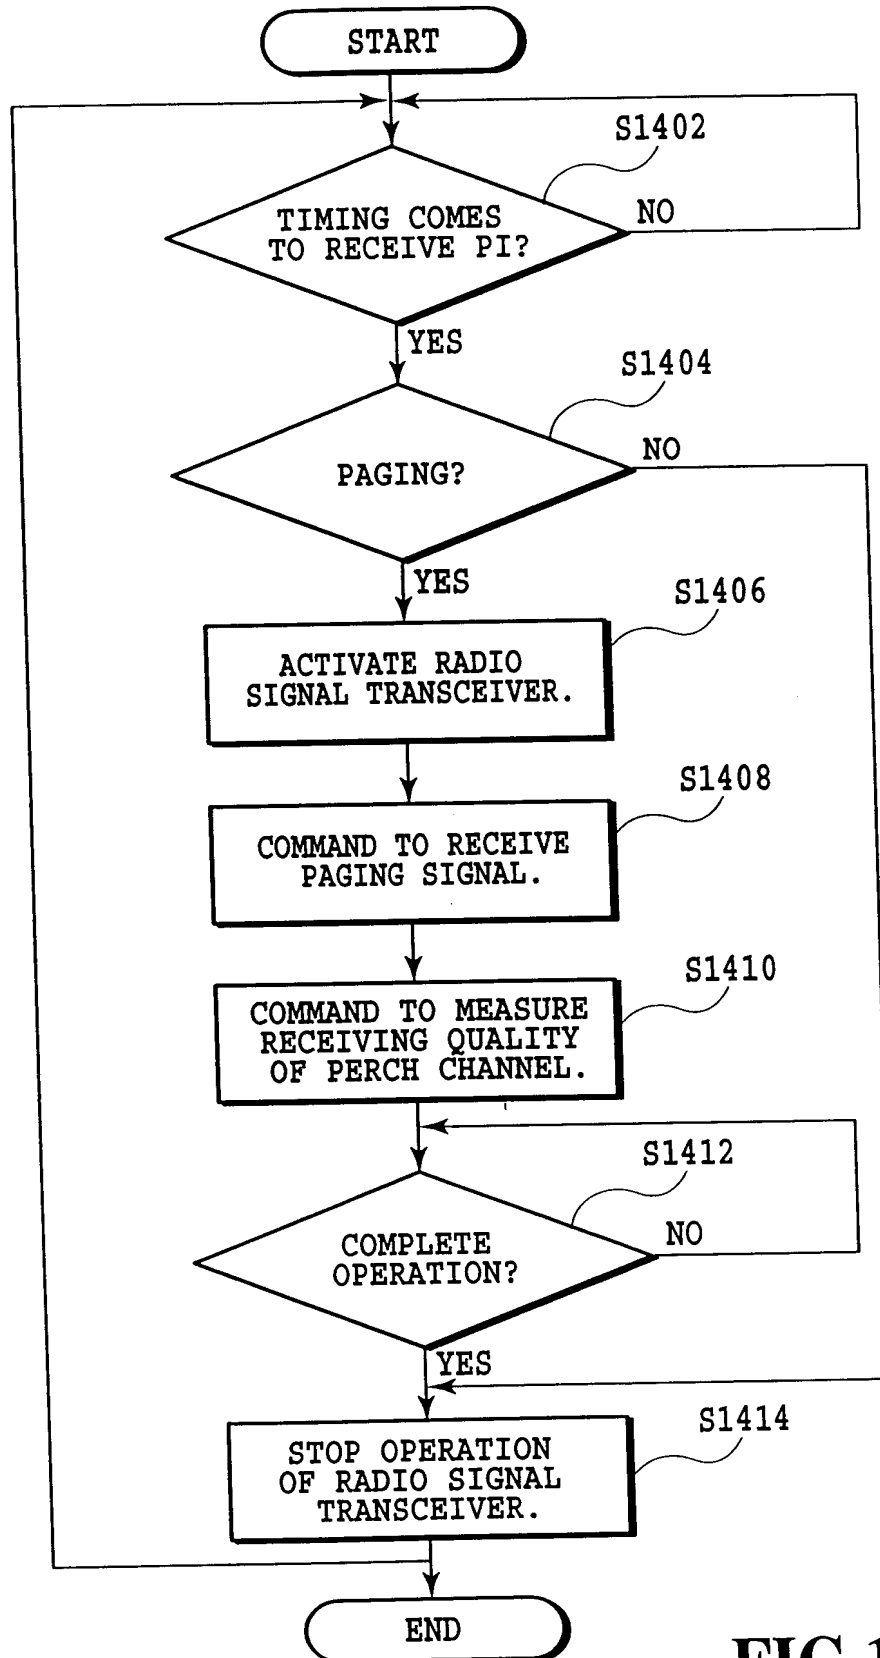 START
S1402
TIMING COMES
TO RECEIVE PI?
NO
YES
S1404
PAGING?
NO
YES
S1406
ACTIVATE RADIO
SIGNAL TRANSCEIVER.
S1408
COMMAND TO RECEIVE
PAGING SIGNAL.
S1410
COMMAND TO MEASURE
RECEIVING QUALITY
OF PERCH CHANNEL.
S1412
COMPLETE
OPERATION?
NO
YES
S1414
STOP OPERATION
OF RADIO SIGNAL
TRANSCEIVER.
END